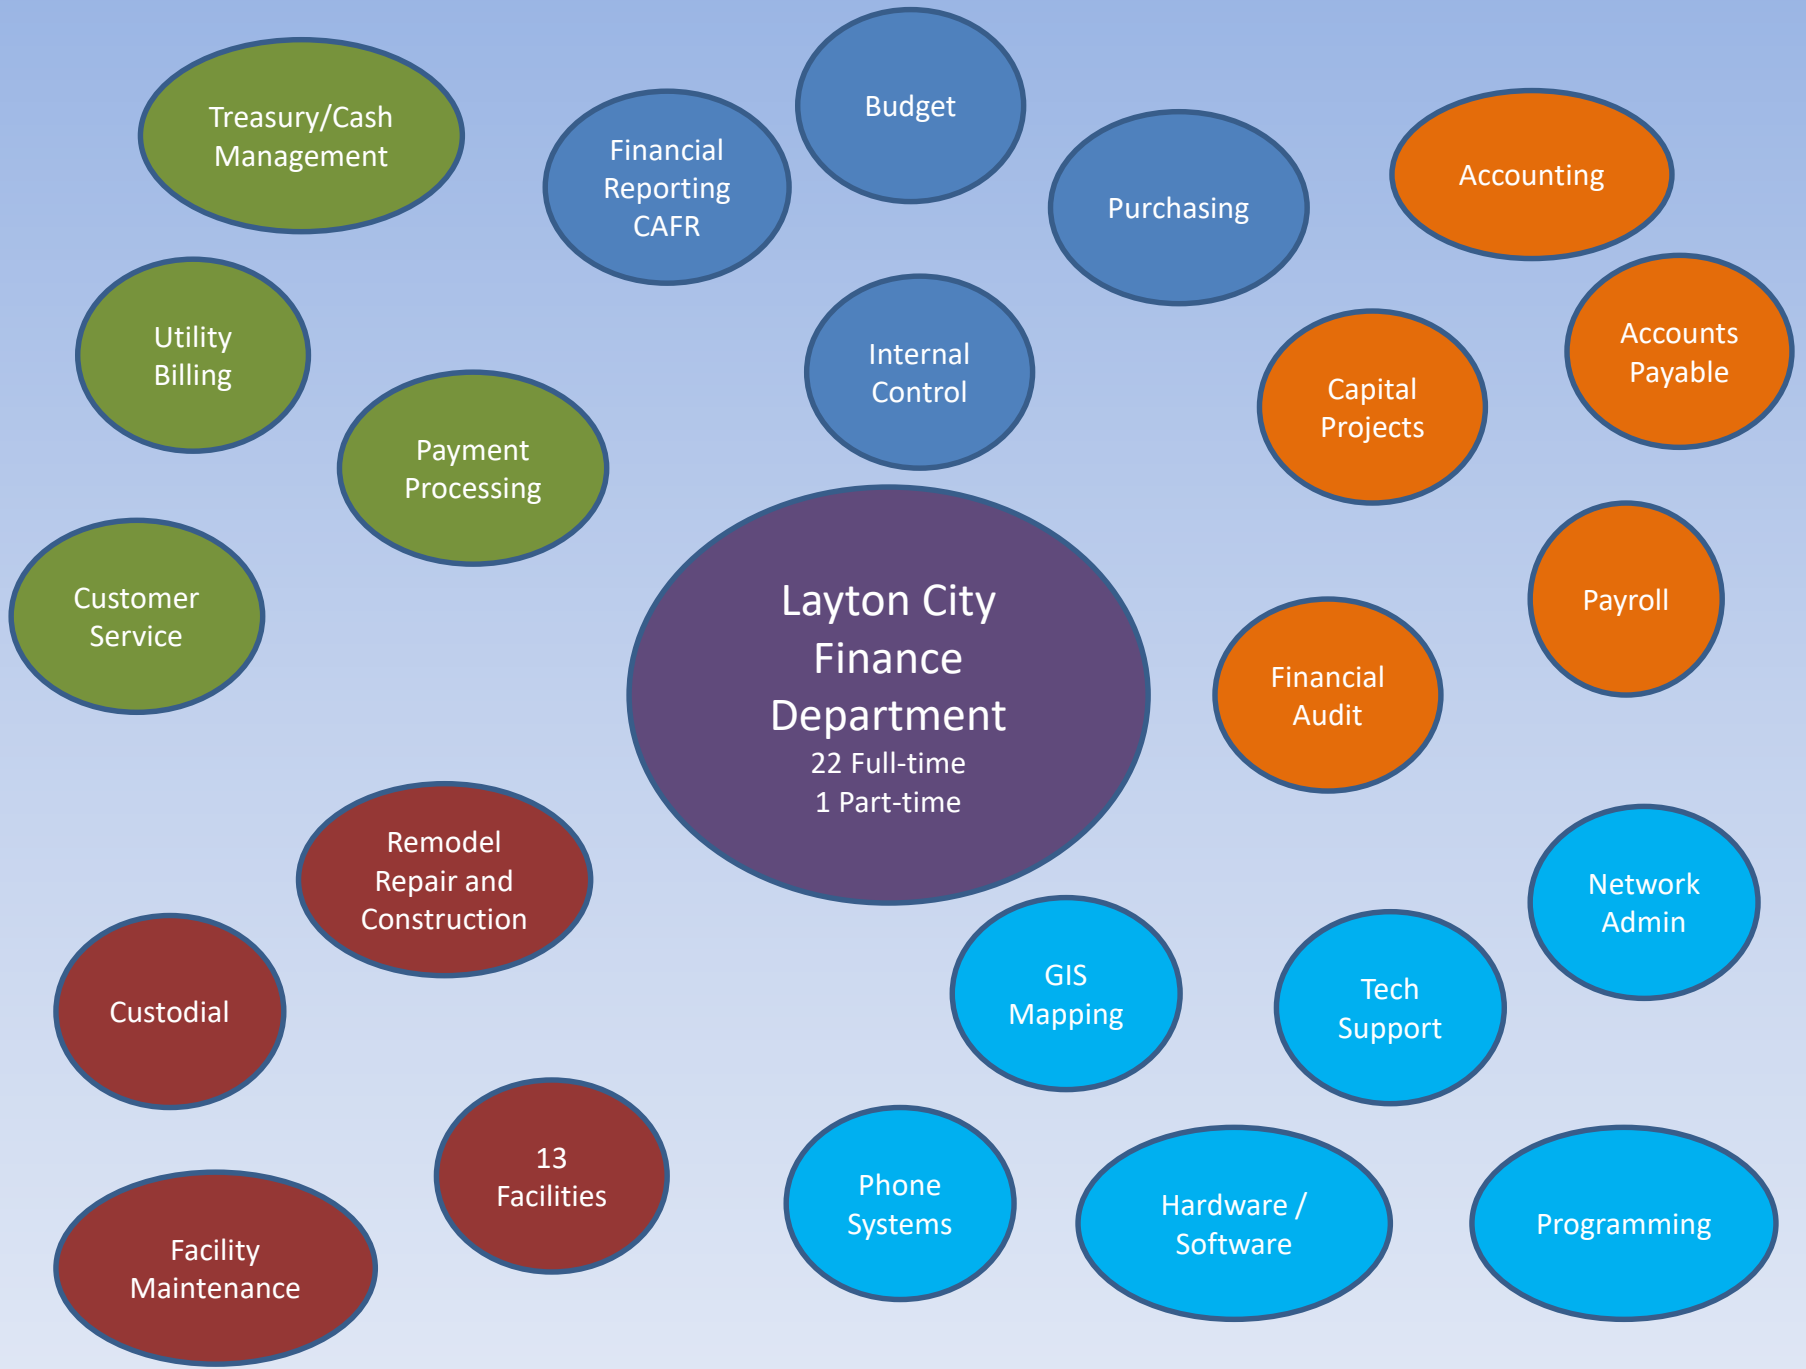 Treasury/Cash
Management
Financial
Reporting
CAFR
Budget
Purchasing
Accounting
Utility
Billing
Payment
Processing
Internal
Control
Capital
Projects
Accounts
Payable
Customer
Service
Layton City
Finance
Department
22 Full-time
1 Part-time
Financial
Audit
Payroll
Remodel
Repair and
Construction
Custodial
GIS
Mapping
Tech
Support
Network
Admin
Facility
Maintenance
13
Facilities
Phone
Systems
Hardware /
Software
Programming